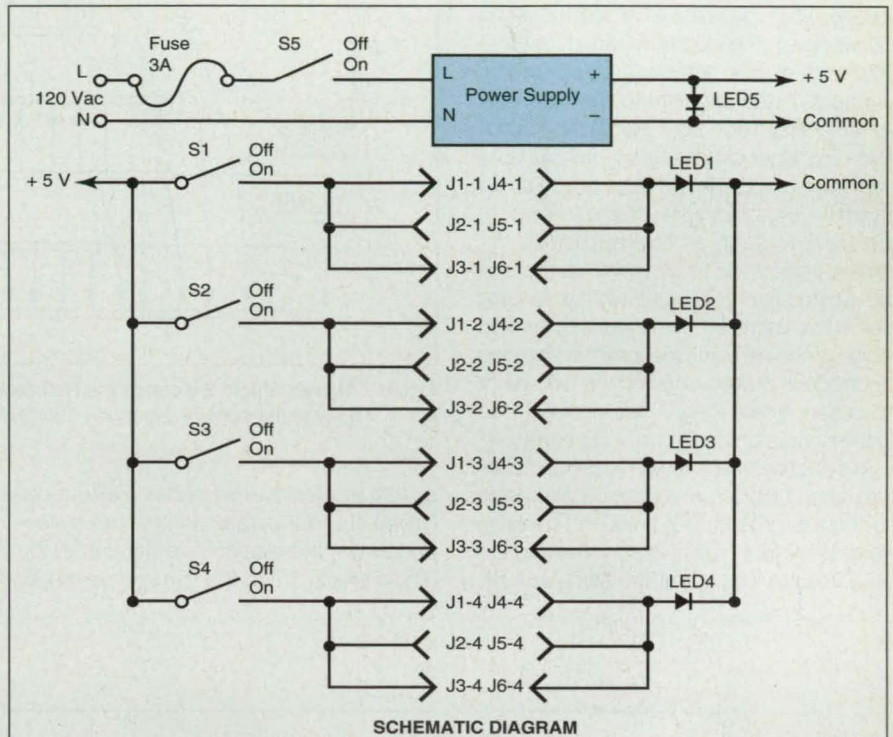 Fuse
3A
S5
Off
On
L
120 Vac
N
L
N
Power Supply
+
–
+ 5 V
LED5
Common
+ 5 V
S1
Off
On
J1-1 J4-1
J2-1 J5-1
J3-1 J6-1
LED1
Common
S2
Off
On
J1-2 J4-2
J2-2 J5-2
J3-2 J6-2
LED2
S3
Off
On
J1-3 J4-3
J2-3 J5-3
J3-3 J6-3
LED3
S4
Off
On
J1-4 J4-4
J2-4 J5-4
J3-4 J6-4
LED4
SCHEMATIC DIAGRAM